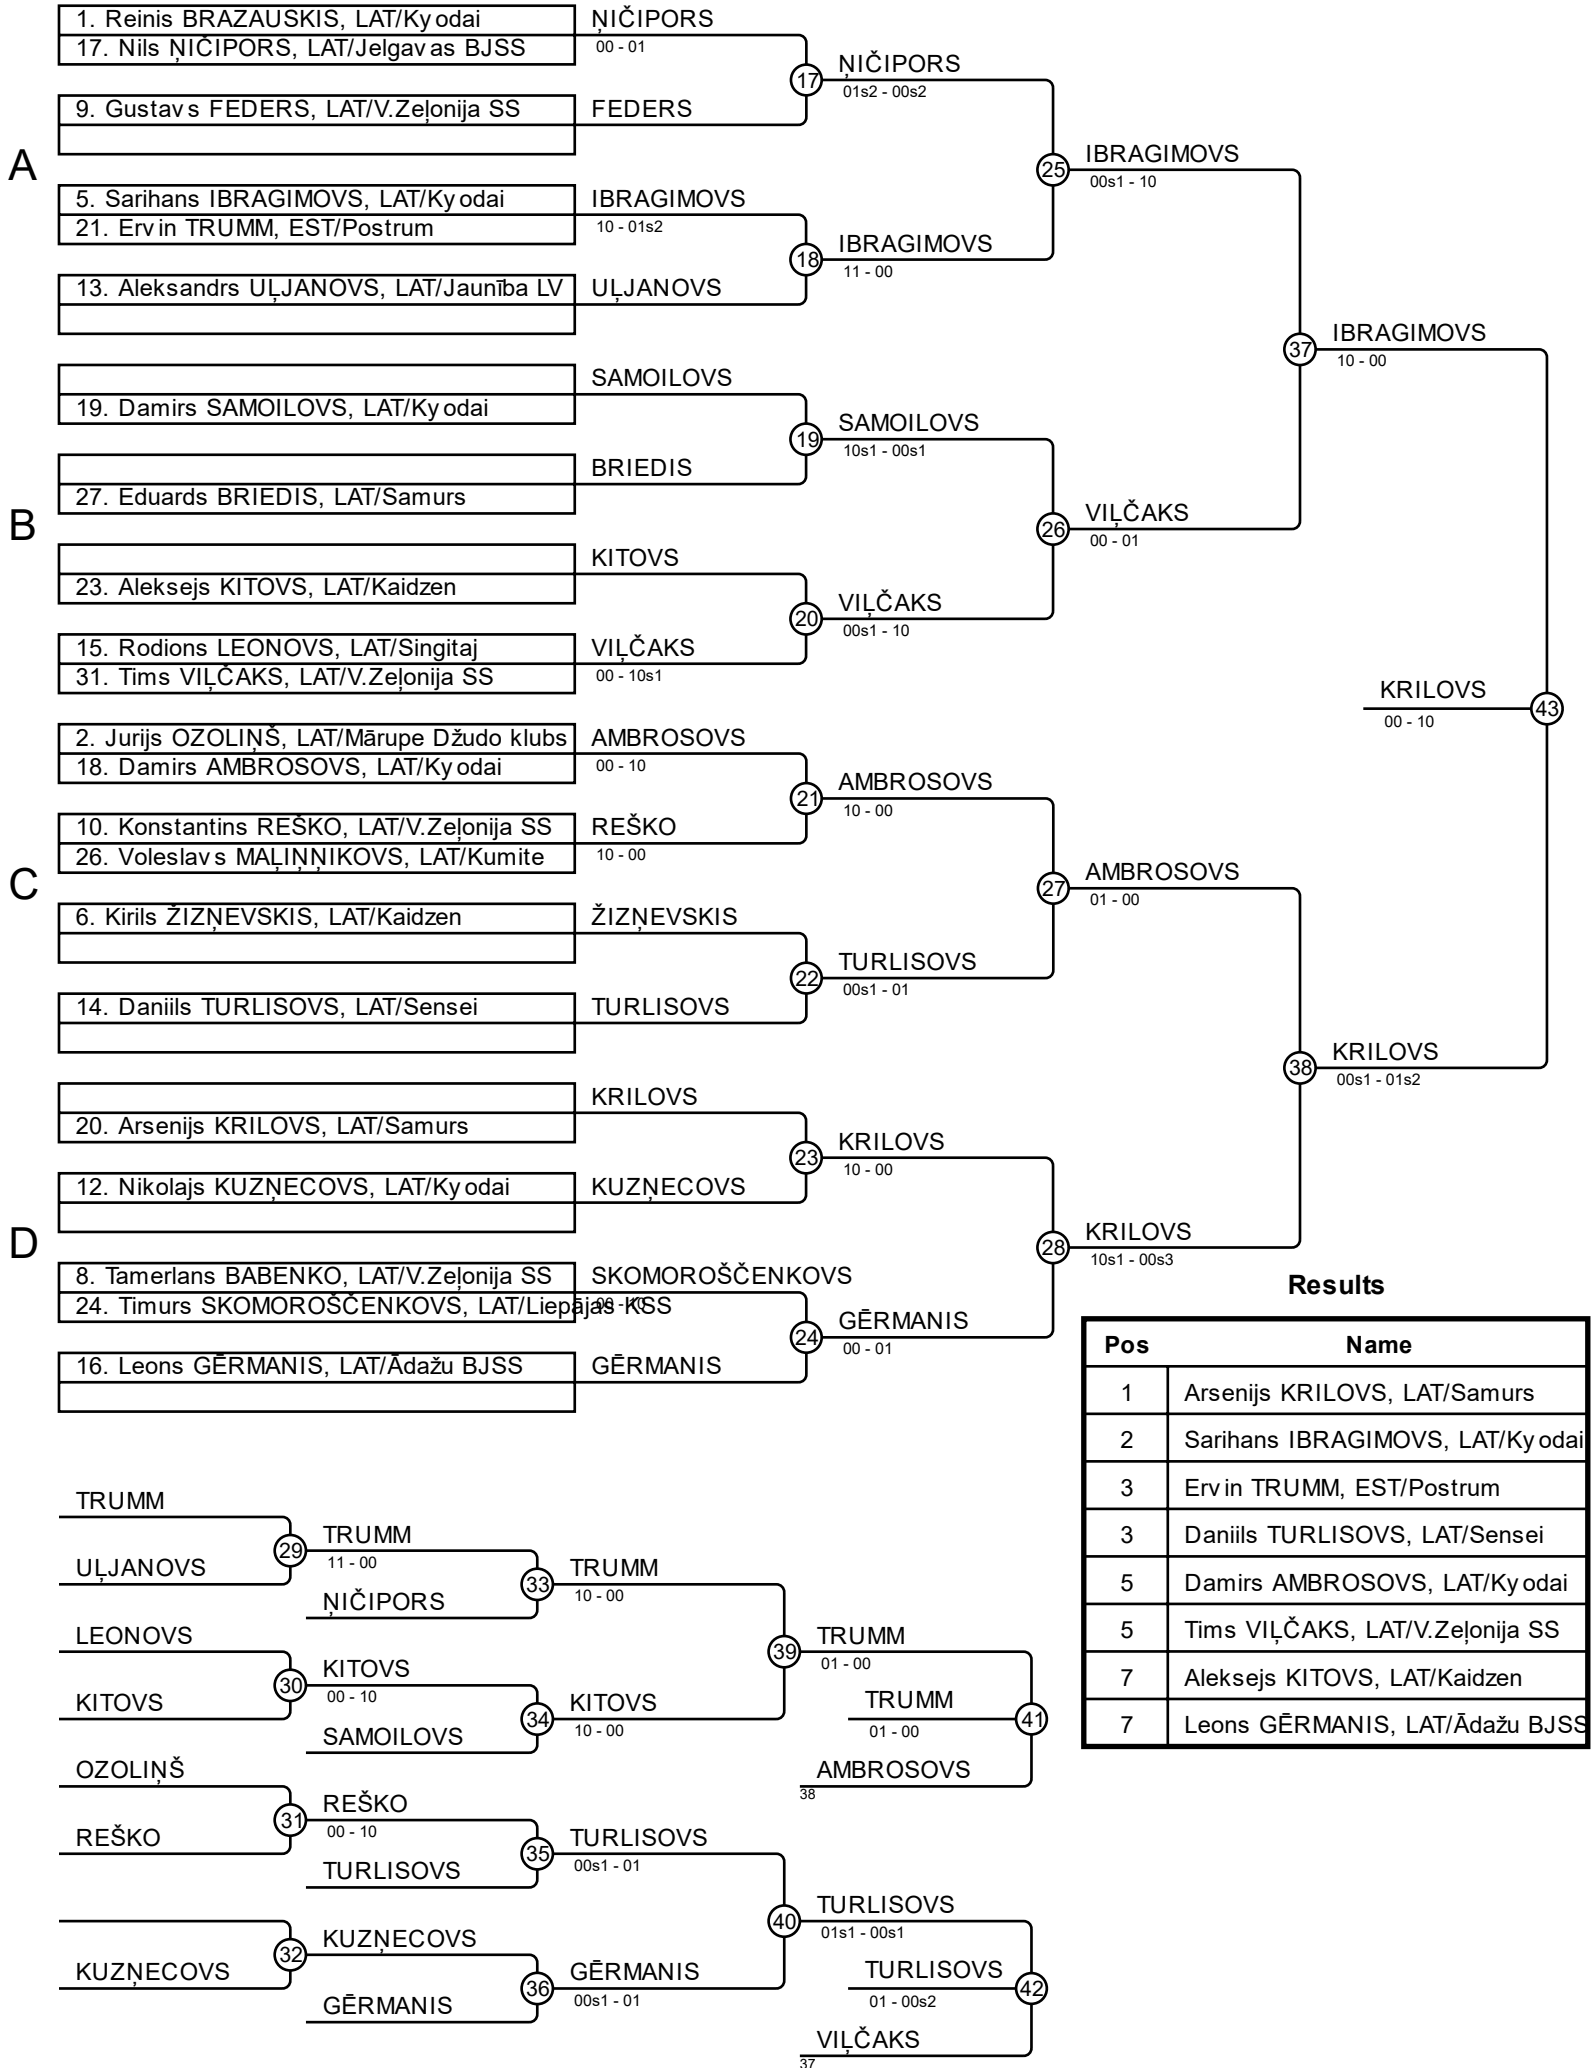 1. Reinis BRAZAUSKIS, LAT/Kyodai
17. Nils ŅIČIPORS, LAT/Jelgavas BJSS
ŅIČIPORS
00 - 01
9. Gustavs FEDERS, LAT/V.Zeļonija SS
FEDERS
17
ŅIČIPORS
01s2 - 00s2
A
5. Sarihans IBRAGIMOVS, LAT/Kyodai
21. Ervin TRUMM, EST/Postrum
IBRAGIMOVS
10 - 01s2
13. Aleksandrs UĻJANOVS, LAT/Jaunība LV
UĻJANOVS
18
IBRAGIMOVS
11 - 00
25
IBRAGIMOVS
00s1 - 10
19. Damirs SAMOILOVS, LAT/Kyodai
SAMOILOVS
27. Eduards BRIEDIS, LAT/Samurs
BRIEDIS
19
SAMOILOVS
10s1 - 00s1
B
23. Aleksejs KITOVS, LAT/Kaidzen
KITOVS
15. Rodions LEONOVS, LAT/Singitaj
31. Tims VIĻČAKS, LAT/V.Zeļonija SS
VIĻČAKS
00 - 10s1
20
VIĻČAKS
00s1 - 10
26
VIĻČAKS
00 - 01
37
IBRAGIMOVS
10 - 00
2. Jurijs OZOLIŅŠ, LAT/Mārupe Džudo klubs
18. Damirs AMBROSOVS, LAT/Kyodai
AMBROSOVS
00 - 10
10. Konstantins REŠKO, LAT/V.Zeļonija SS
26. Voleslavs MAĻIŅŅIKOVS, LAT/Kumite
REŠKO
10 - 00
21
AMBROSOVS
10 - 00
C
6. Kirils ŽIZŅEVSKIS, LAT/Kaidzen
ŽIZŅEVSKIS
14. Daniils TURLISOVS, LAT/Sensei
TURLISOVS
22
TURLISOVS
00s1 - 01
27
AMBROSOVS
01 - 00
20. Arsenijs KRILOVS, LAT/Samurs
KRILOVS
12. Nikolajs KUZŅECOVS, LAT/Kyodai
KUZŅECOVS
23
KRILOVS
10 - 00
D
8. Tamerlans BABENKO, LAT/V.Zeļonija SS
24. Timurs SKOMOROŠČENKOVS, LAT/Liepājas KSS
SKOMOROŠČENKOVS
00 - 10
16. Leons GĒRMANIS, LAT/Ādažu BJSS
GĒRMANIS
24
GĒRMANIS
00 - 01
28
KRILOVS
10s1 - 00s3
38
KRILOVS
00s1 - 01s2
KRILOVS
00 - 10
43
Results
Pos Name
1 Arsenijs KRILOVS, LAT/Samurs
2 Sarihans IBRAGIMOVS, LAT/Kyodai
3 Ervin TRUMM, EST/Postrum
3 Daniils TURLISOVS, LAT/Sensei
5 Damirs AMBROSOVS, LAT/Kyodai
5 Tims VIĻČAKS, LAT/V.Zeļonija SS
7 Aleksejs KITOVS, LAT/Kaidzen
7 Leons GĒRMANIS, LAT/Ādažu BJSS
TRUMM
UĻJANOVS
29
TRUMM
11 - 00
ŅIČIPORS
33
TRUMM
10 - 00
LEONOVS
KITOVS
30
KITOVS
00 - 10
SAMOILOVS
34
KITOVS
10 - 00
39
TRUMM
01 - 00
TRUMM
01 - 00
41
AMBROSOVS
38
OZOLIŅŠ
REŠKO
31
REŠKO
00 - 10
TURLISOVS
35
TURLISOVS
00s1 - 01
KUZŅECOVS
32
KUZŅECOVS
GĒRMANIS
36
GĒRMANIS
00s1 - 01
40
TURLISOVS
01s1 - 00s1
TURLISOVS
01 - 00s2
42
VIĻČAKS
37